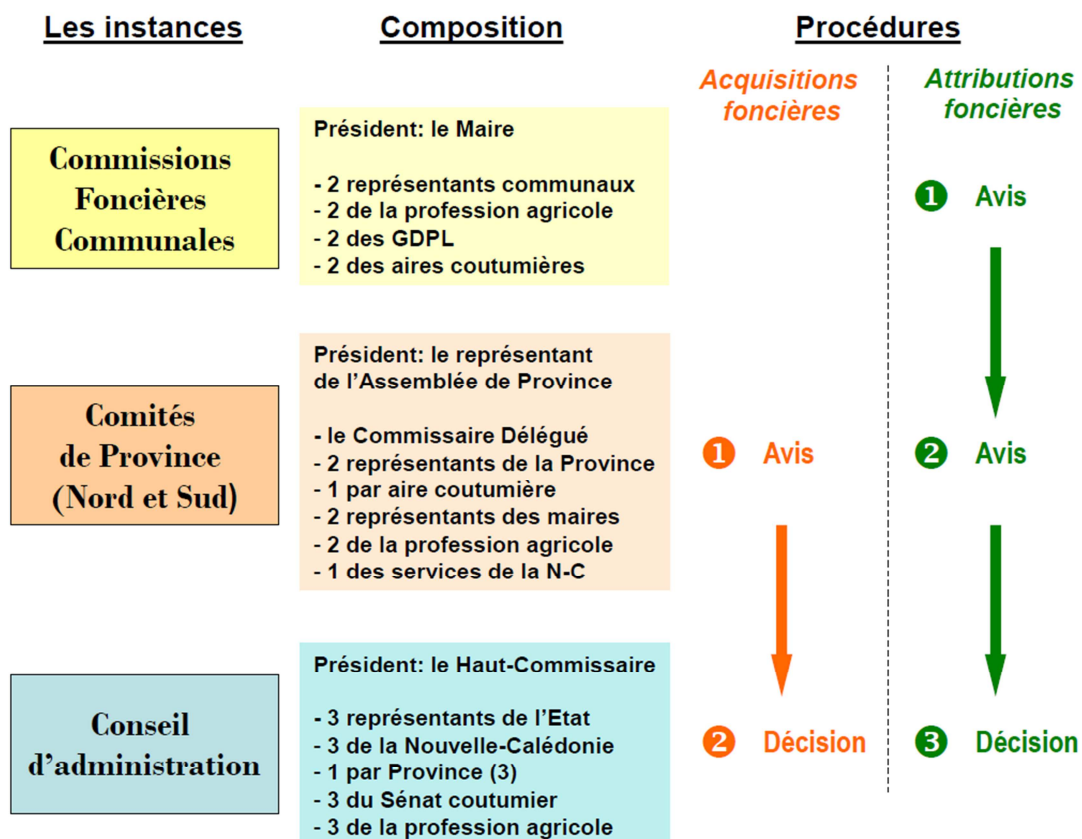 Les instances
Composition
Procédures
Acquisitions
foncières
Attributions
foncières
Commissions
Foncières
Communales
Président: le Maire
- 2 représentants communaux
- 2 de la profession agricole
- 2 des GDPL
- 2 des aires coutumières
1 Avis
Comités
de Province
(Nord et Sud)
Président: le représentant
de l'Assemblée de Province
- le Commissaire Délégué
- 2 représentants de la Province
- 1 par aire coutumière
- 2 représentants des maires
- 2 de la profession agricole
- 1 des services de la N-C
1 Avis
2 Avis
Conseil
d'administration
Président: le Haut-Commissaire
- 3 représentants de l'Etat
- 3 de la Nouvelle-Calédonie
- 1 par Province (3)
- 3 du Sénat coutumier
- 3 de la profession agricole
2 Décision
3 Décision